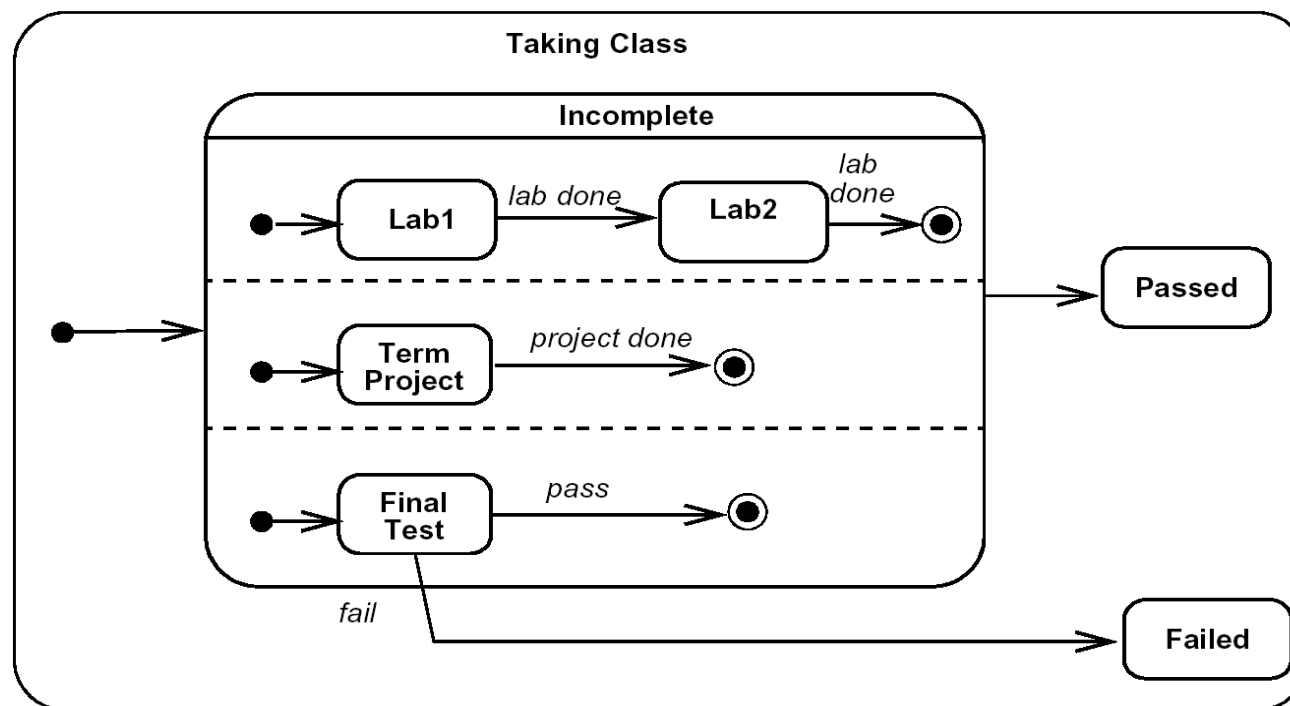 Taking Class
Incomplete
lab
done
Lab1
lab done
Lab2
Passed
Term
Project
project done
Final
Test
pass
fail
Failed